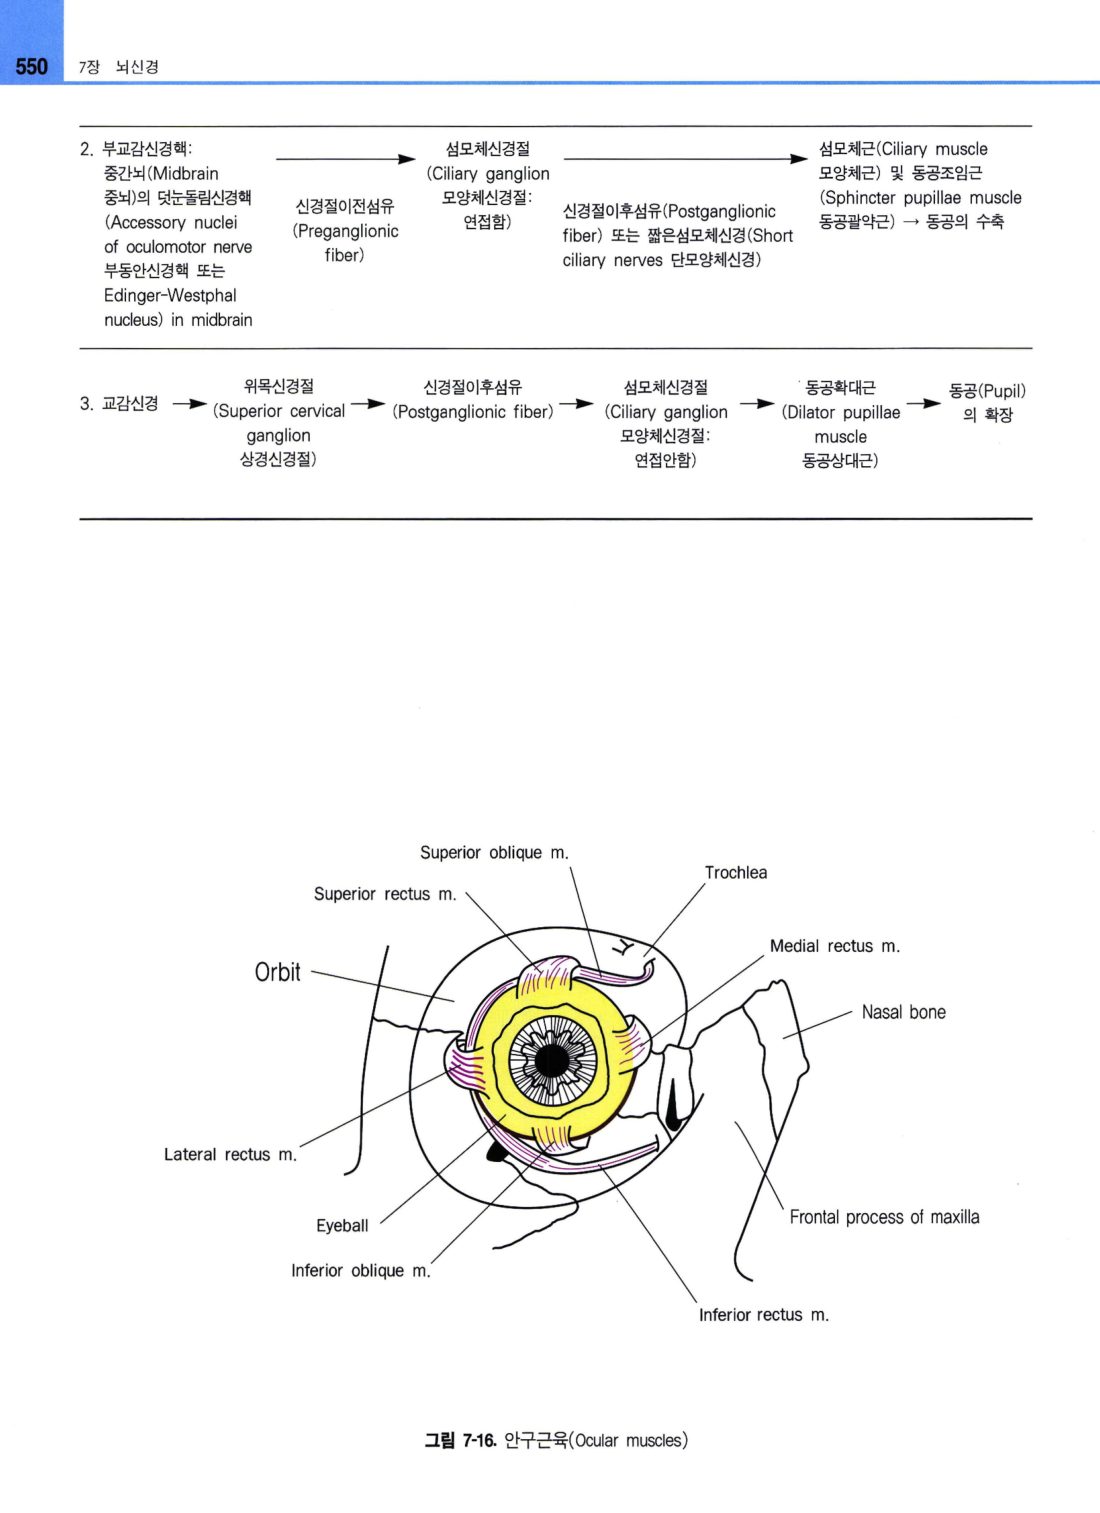 550 7장 뇌신경
2. 부교감신경핵:
중간뇌(Midbrain
중뇌)의 덧눈돌림신경핵
(Accessory nuclei
of oculomotor nerve
부동안신경핵 또는
Edinger-Westphal
nucleus) in midbrain
신경절이전섬유
(Preganglionic
fiber)
섬모체신경절
(Ciliary ganglion
모양체신경절:
연접함)
신경절이후섬유(Postganglionic
fiber) 또는 짧은섬모체신경(Short
ciliary nerves 단모양체신경)
섬모체근(Ciliary muscle
모양체근) 및 동공조임근
(Sphincter pupillae muscle
동공괄약근) → 동공의 수축
3. 교감신경
위목신경절
(Superior cervical
ganglion
상경신경절)
신경절이후섬유
(Postganglionic fiber)
섬모체신경절
(Ciliary ganglion
모양체신경절:
연접안함)
동공확대근
(Dilator pupillae
muscle
동공상대근)
동공(Pupil)
의 확장
Superior oblique m.
Trochlea
Superior rectus m.
Medial rectus m.
Orbit
Nasal bone
Lateral rectus m.
Eyeball
Frontal process of maxilla
Inferior oblique m.
Inferior rectus m.
그림 7-16. 안구근육(Ocular muscles)